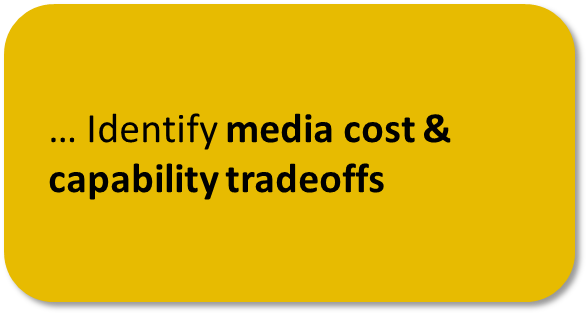 … Identify media cost &
capability tradeoffs